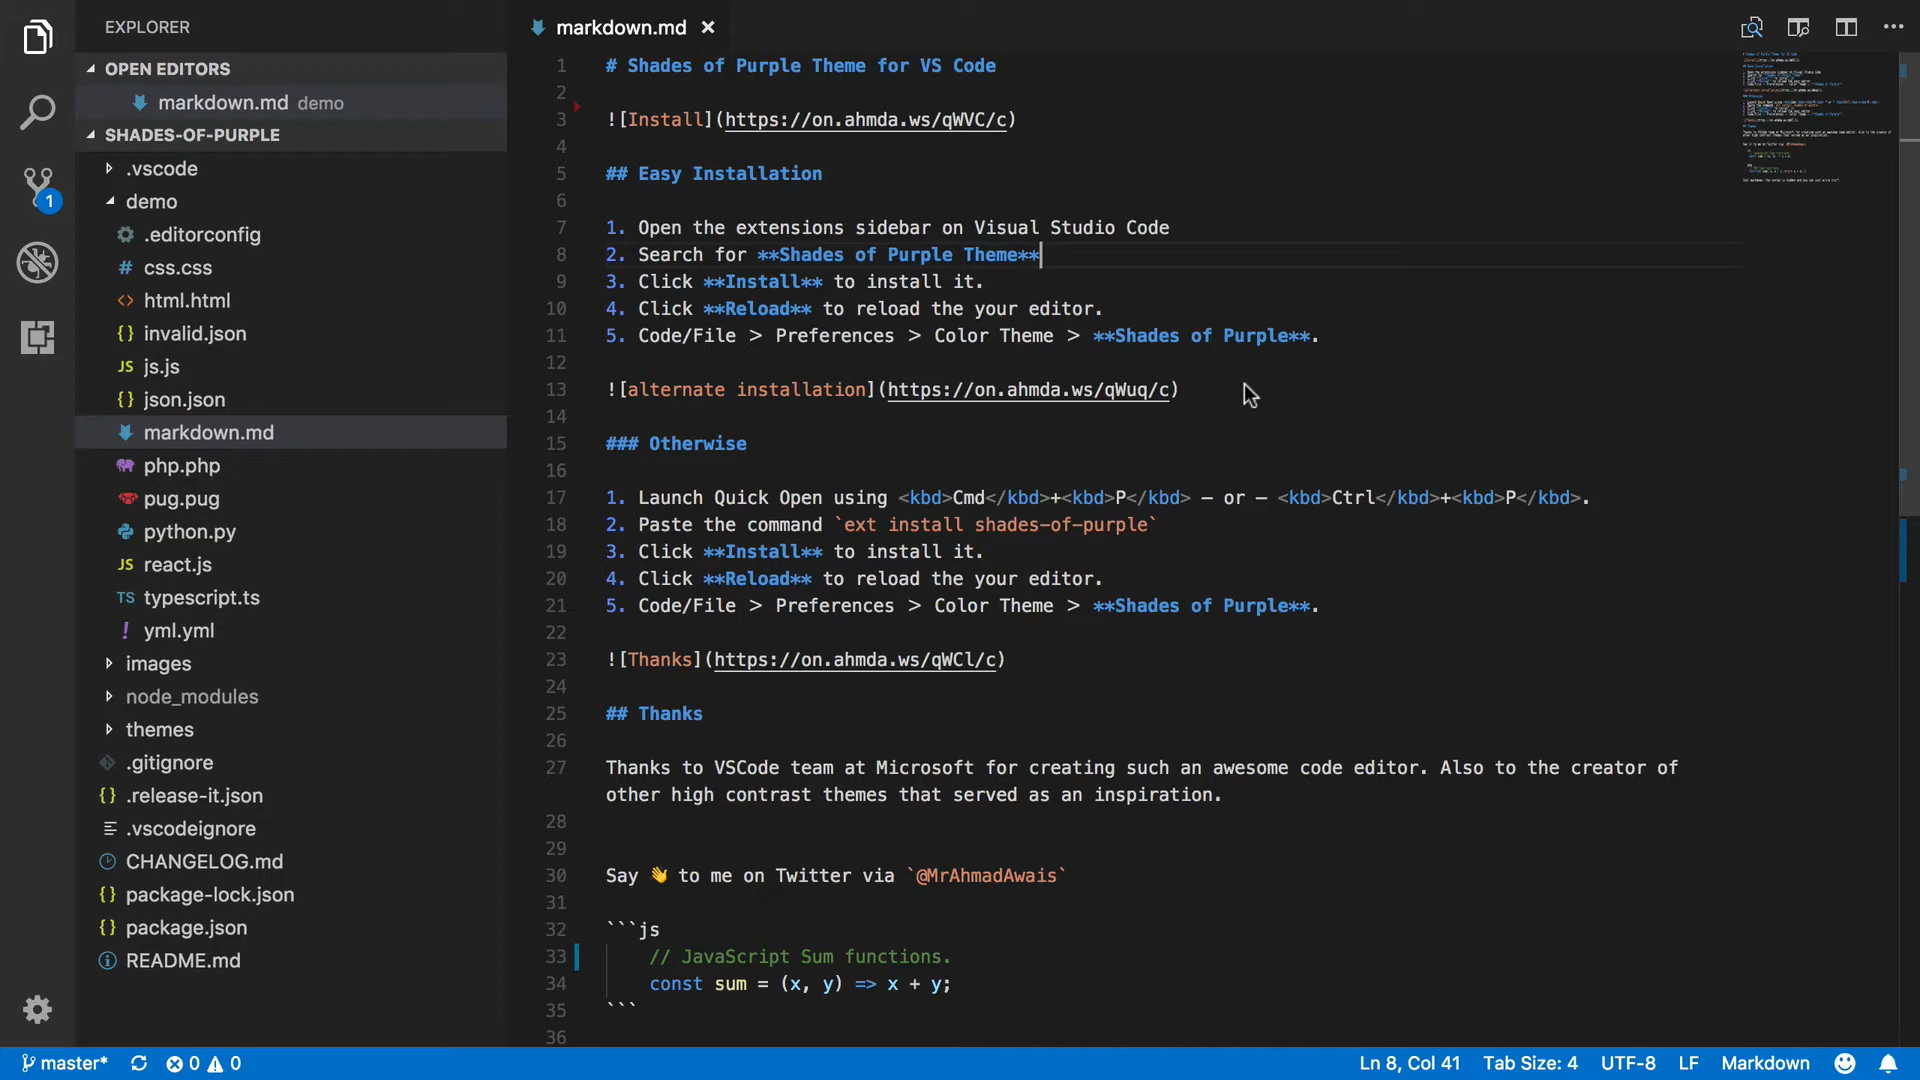 EXPLORER
OPEN EDITORS
markdown.md demo
SHADES-OF-PURPLE
.vscode
demo
.editorconfig
# css.css
<> html.html
{} invalid.json
JS js.js
{} json.json
markdown.md
php.php
pug.pug
python.py
JS react.js
TS typescript.ts
! yml.yml
images
node_modules
themes
.gitignore
{} .release-it.json
.vscodeignore
CHANGELOG.md
{} package-lock.json
{} package.json
README.md
1
markdown.md ×
1 # Shades of Purple Theme for VS Code
2
3 ![Install](https://on.ahmda.ws/qWVC/c)
4
5 ## Easy Installation
6
7 1. Open the extensions sidebar on Visual Studio Code
8 2. Search for **Shades of Purple Theme**
9 3. Click **Install** to install it.
10 4. Click **Reload** to reload the your editor.
11 5. Code/File > Preferences > Color Theme > **Shades of Purple**.
12
13 ![alternate installation](https://on.ahmda.ws/qWuq/c)
14
15 ### Otherwise
16
17 1. Launch Quick Open using <kbd>Cmd</kbd>+<kbd>P</kbd> — or — <kbd>Ctrl</kbd>+<kbd>P</kbd>.
18 2. Paste the command `ext install shades-of-purple`
19 3. Click **Install** to install it.
20 4. Click **Reload** to reload the your editor.
21 5. Code/File > Preferences > Color Theme > **Shades of Purple**.
22
23 ![Thanks](https://on.ahmda.ws/qWCl/c)
24
25 ## Thanks
26
27 Thanks to VSCode team at Microsoft for creating such an awesome code editor. Also to the creator of
other high contrast themes that served as an inspiration.
28
29
30 Say 👋 to me on Twitter via `@MrAhmadAwais`
31
32 ```js
33 // JavaScript Sum functions.
34 const sum = (x, y) => x + y;
35 ```
36
master* 0 0 Ln 8, Col 41 Tab Size: 4 UTF-8 LF Markdown